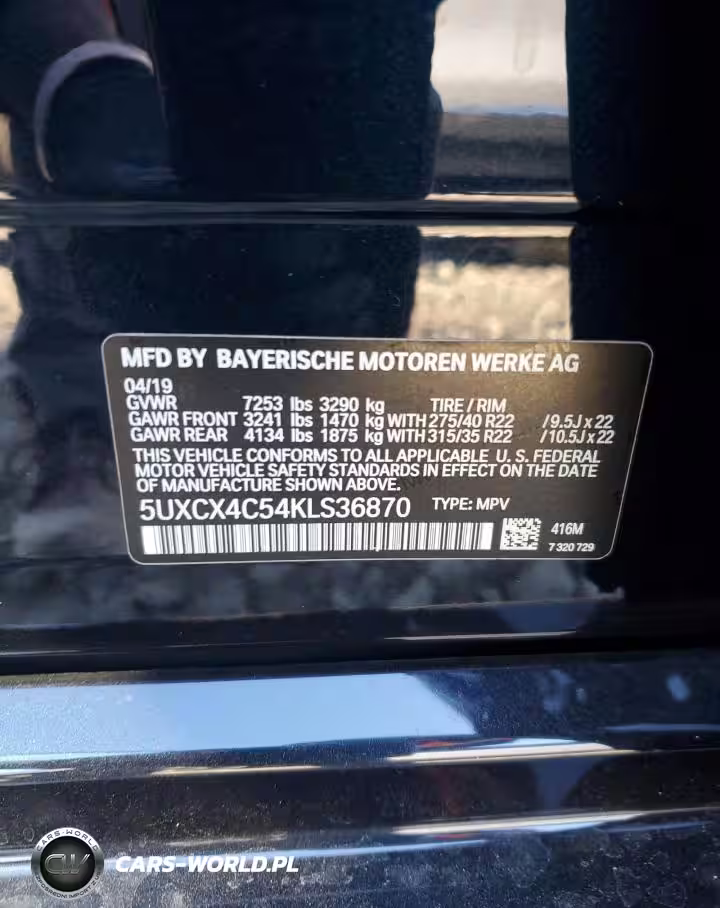 MFD BY BAYERISCHE MOTOREN WERKE AG
04/19
GVWR 7253 lbs 3290 kg TIRE / RIM
GAWR FRONT 3241 lbs 1470 kg WITH 275/40 R22 /9.5J x 22
GAWR REAR 4134 lbs 1875 kg WITH 315/35 R22 /10.5J x 22
THIS VEHICLE CONFORMS TO ALL APPLICABLE U. S. FEDERAL
MOTOR VEHICLE SAFETY STANDARDS IN EFFECT ON THE DATE
OF MANUFACTURE SHOWN ABOVE.
5UXCX4C54KLS36870 TYPE: MPV
416M
7 320 729
CARS-WORLD
CW
CARS-WORLD.PL